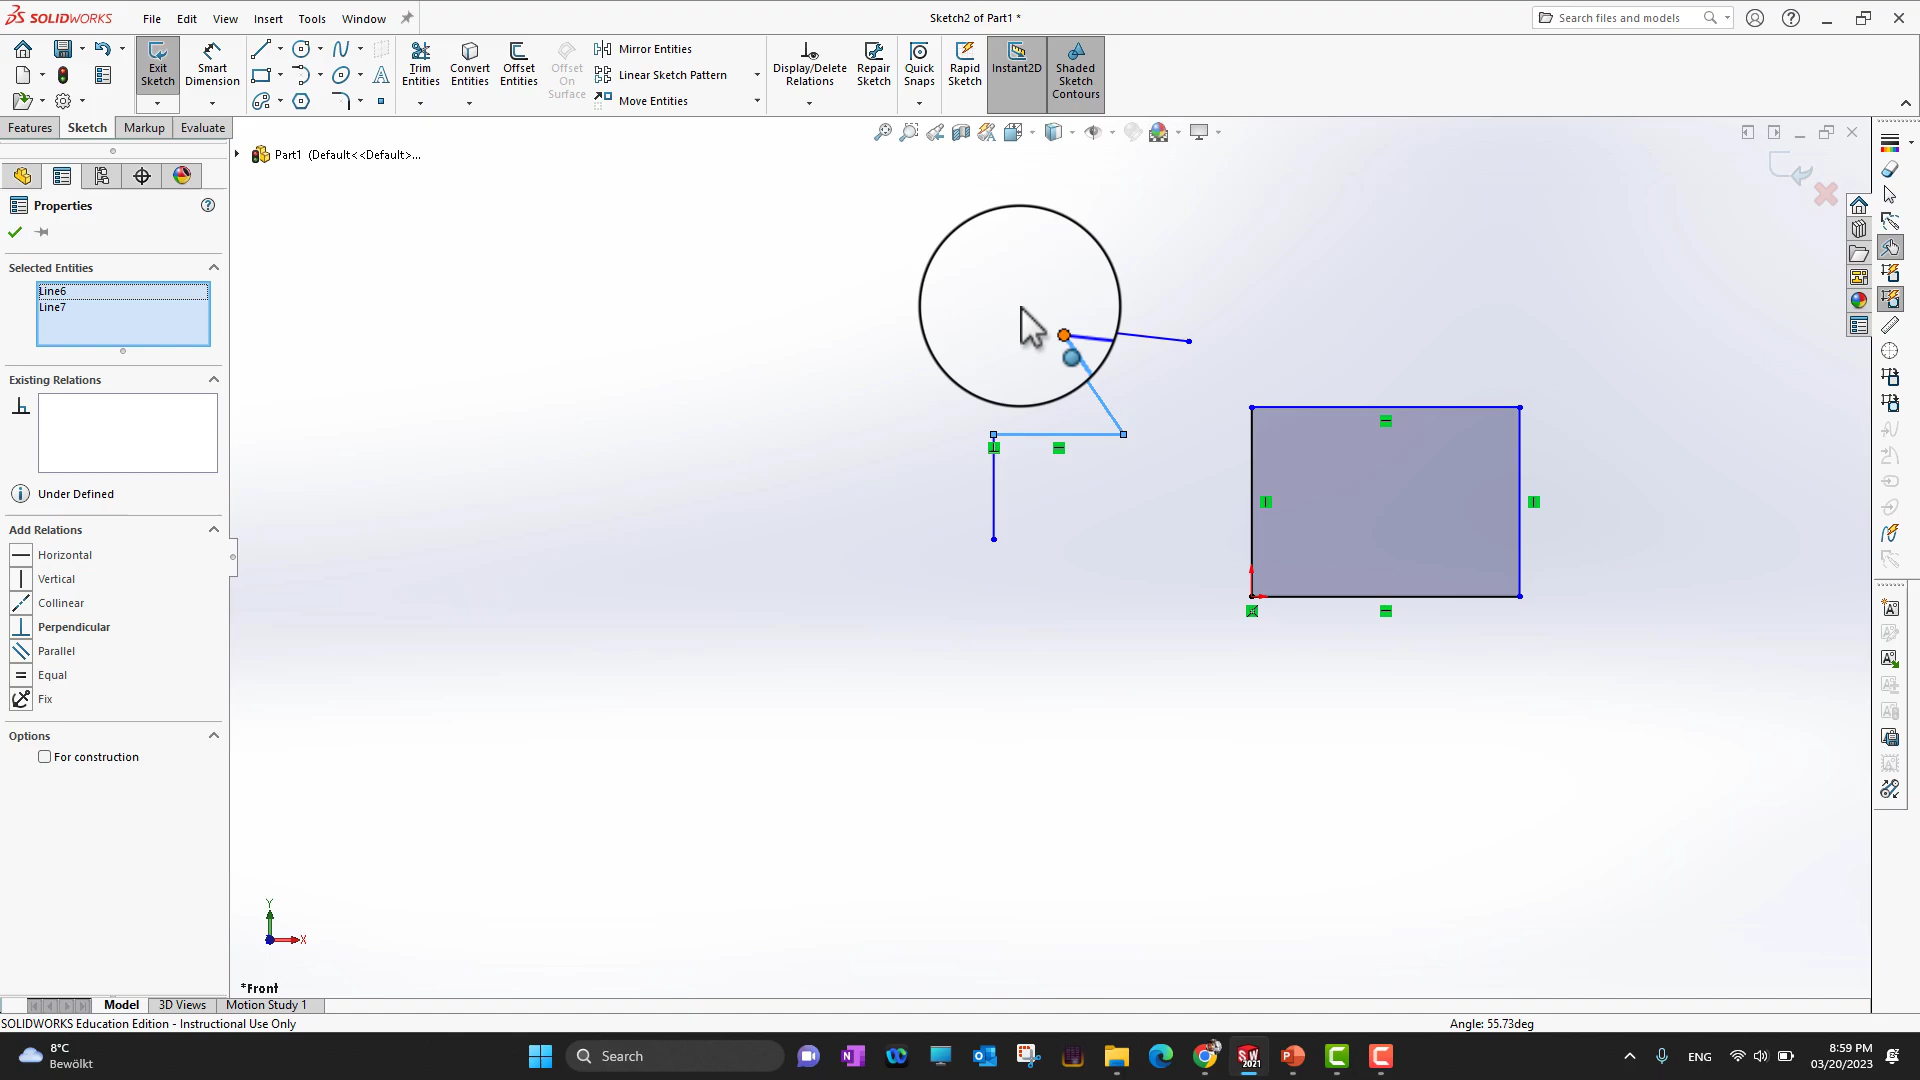 SOLIDWORKS
File
Edit
View
Insert
Tools
Window
Sketch2 of Part1 *
Search files and models
Exit Sketch
Smart Dimension
Trim Entities
Convert Entities
Offset Entities
Offset On Surface
Mirror Entities
Linear Sketch Pattern
Move Entities
Display/Delete Relations
Repair Sketch
Quick Snaps
Rapid Sketch
Instant2D
Shaded Sketch Contours
Features
Sketch
Markup
Evaluate
Part1 (Default<<Default>...
Properties
Selected Entities
Line6
Line7
Existing Relations
Under Defined
Add Relations
Horizontal
Vertical
Collinear
Perpendicular
Parallel
Equal
Fix
Options
For construction
Y
X
*Front
Model
3D Views
Motion Study 1
SOLIDWORKS Education Edition - Instructional Use Only
Angle: 55.73deg
8°C
Bewölkt
Search
SW
2021
ENG
8:59 PM
03/20/2023